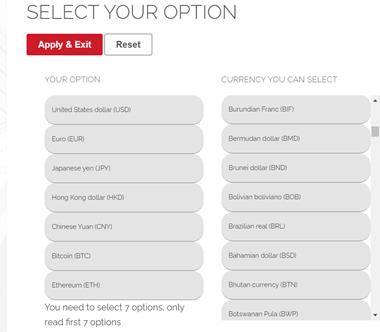 SELECT YOUR OPTION
Apply & Exit
Reset
YOUR OPTION
United States dollar (USD)
Euro (EUR)
Japanese yen (JPY)
Hong Kong dollar (HKD)
Chinese Yuan (CNY)
Bitcoin (BTC)
Ethereum (ETH)
You need to select 7 options, only
read first 7 options
CURRENCY YOU CAN SELECT
Burundian Franc (BIF)
Bermudan dollar (BMD)
Brunei dollar (BND)
Bolivian boliviano (BOB)
Brazilian real (BRL)
Bahamian dollar (BSD)
Bhutan currency (BTN)
Botswanan Pula (BWP)